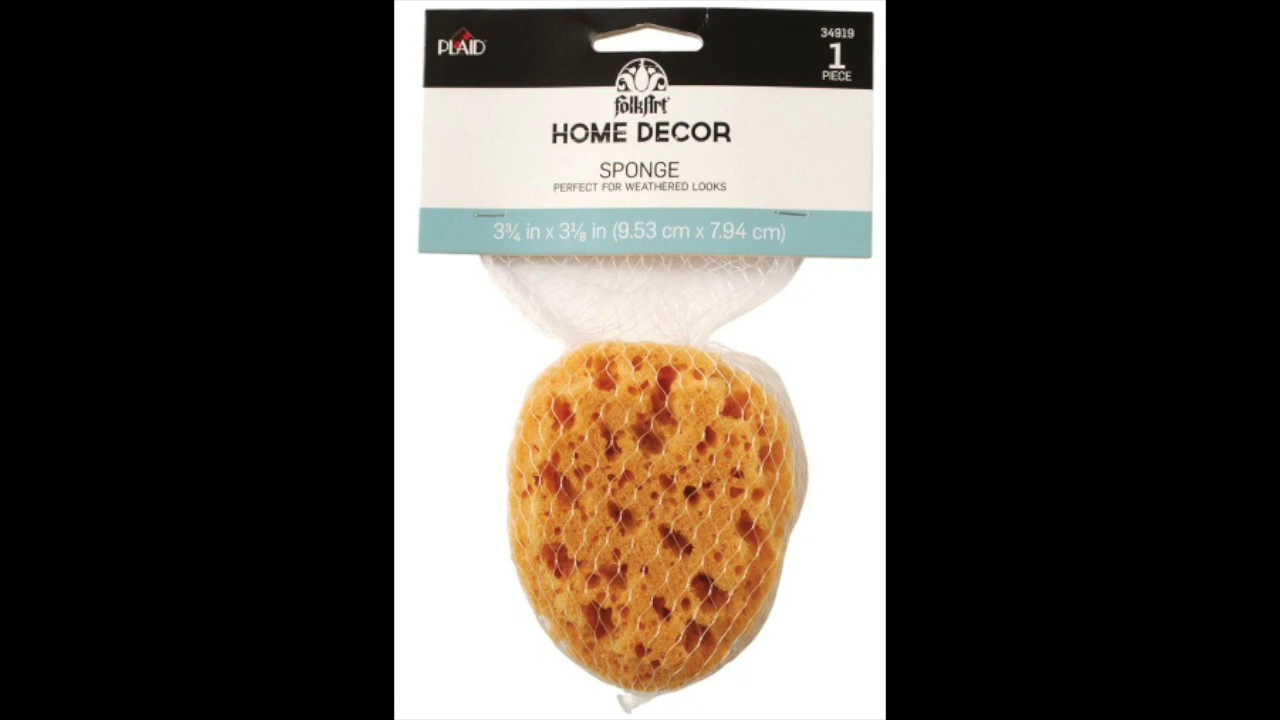 PLAID
34919
1
PIECE
folkArt
HOME DECOR
SPONGE
PERFECT FOR WEATHERED LOOKS
3¾ in x 3⅛ in (9.53 cm x 7.94 cm)